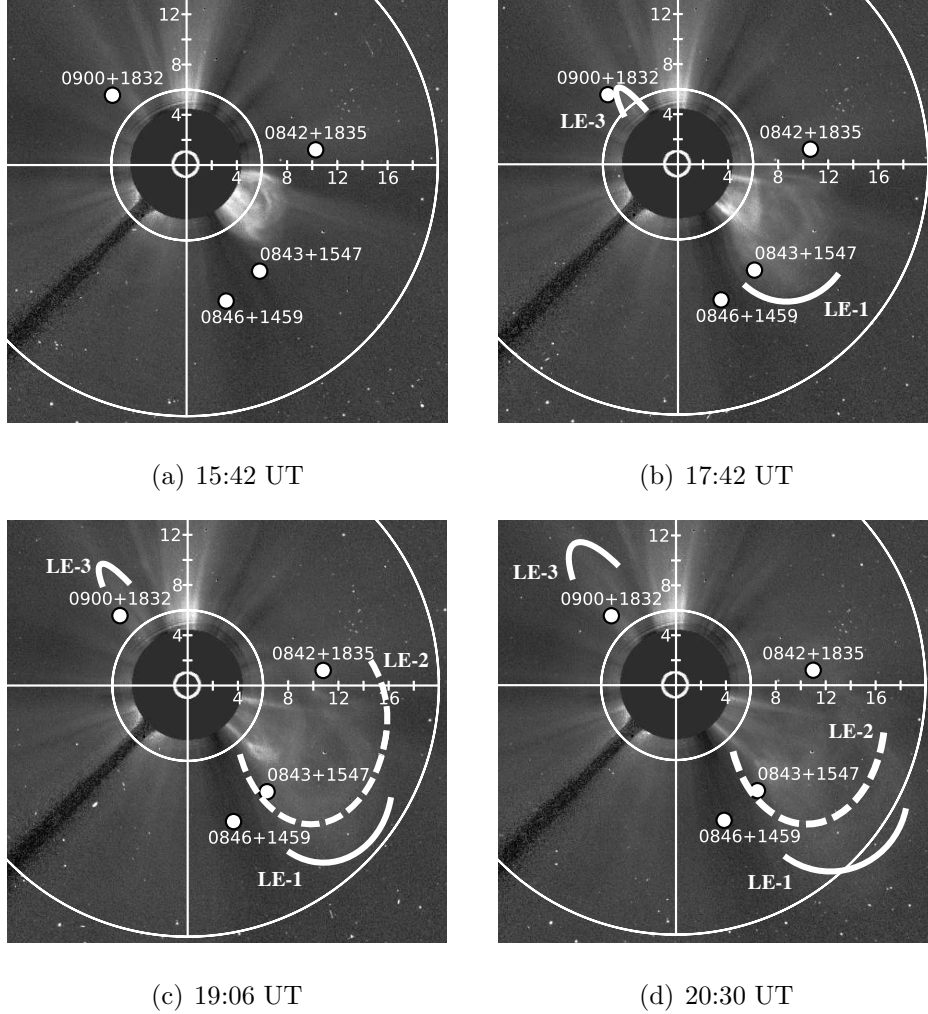 12
8
0900+1832
4
0842+1835
4 8 12 16
0843+1547
0846+1459
(a) 15:42 UT
12
8
0900+1832
4
LE-3
0842+1835
4 8 12 16
0843+1547
LE-1
0846+1459
(b) 17:42 UT
12
8
LE-3
0900+1832
4
0842+1835
LE-2
4 8 12 16
0843+1547
0846+1459
LE-1
(c) 19:06 UT
12
8
LE-3
0900+1832
4
0842+1835
4 8 12 16
LE-2
0843+1547
0846+1459
LE-1
(d) 20:30 UT